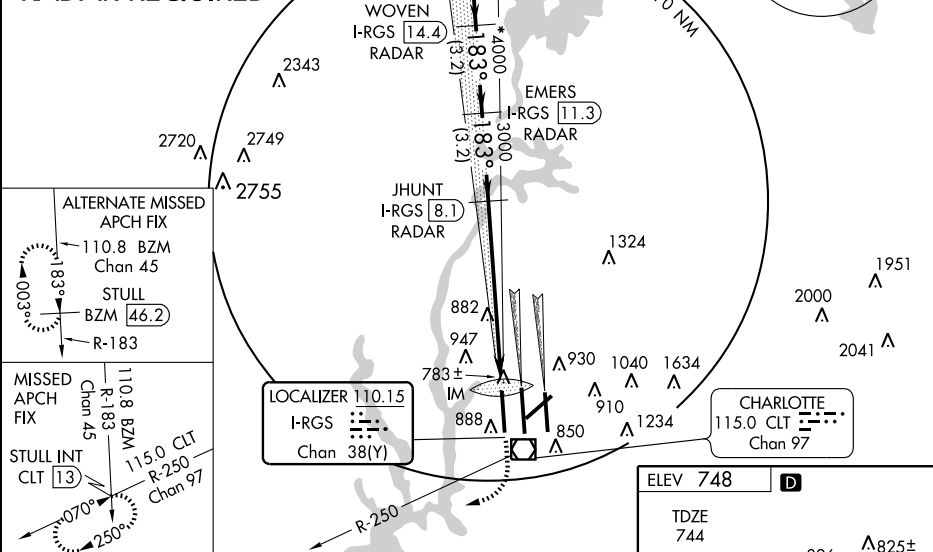 WOVEN
I-RGS 14.4
RADAR
(3.2)
183°
*4000
10 NM
2343
EMERS
I-RGS 11.3
RADAR
183°
3000
(3.2)
2720
2749
2755
JHUNT
I-RGS 8.1
RADAR
ALTERNATE MISSED
APCH FIX
110.8 BZM
Chan 45
183°
003°
STULL
BZM 46.2
R-183
1324
1951
2000
2041
882
947
783±
IM
930
1040
1634
910
888
850
1234
MISSED
APCH
FIX
110.8 BZM
R-183
Chan 45
STULL INT
CLT 13
115.0 CLT
R-250
Chan 97
070°
250°
LOCALIZER 110.15
I-RGS
Chan 38(Y)
CHARLOTTE
115.0 CLT
Chan 97
R-250
ELEV 748
D
TDZE
744
825±